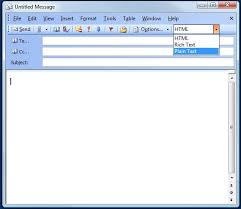 Untitled Message
File Edit View Insert Format Tools Table Window Help
Send Options... HTML
HTML
Rich Text
Plain Text
To...
Cc...
Subject: